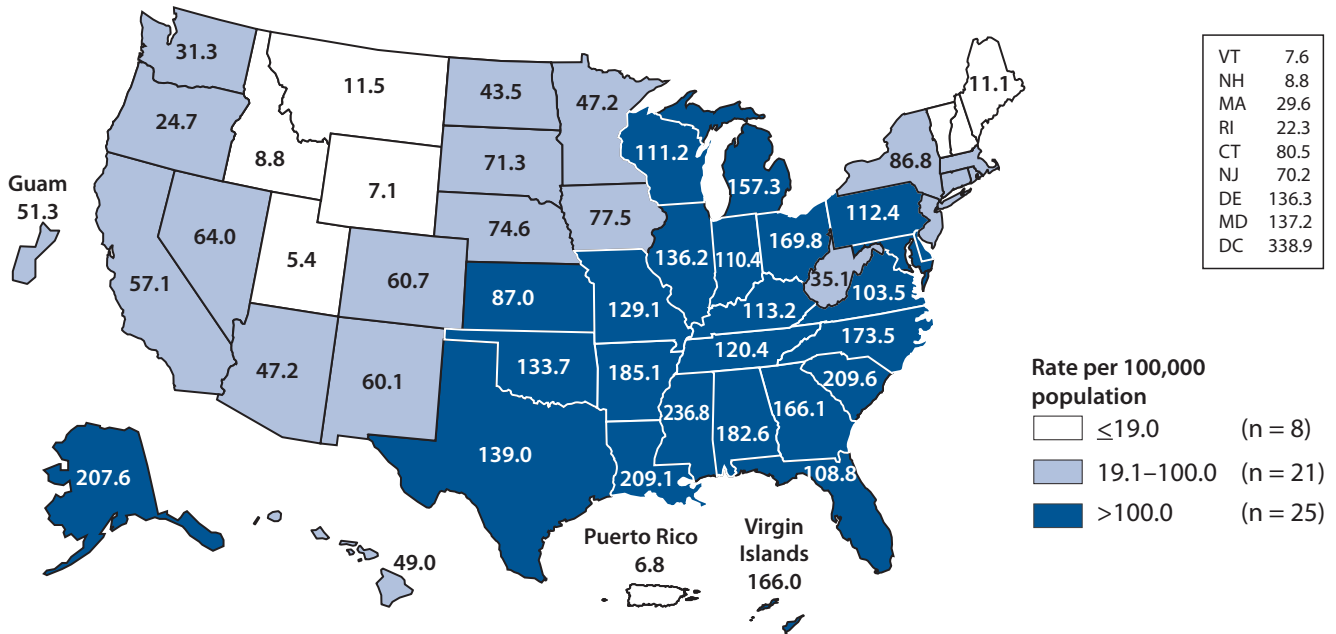 31.3
11.5
43.5
47.2
11.1
VT 7.6
NH 8.8
MA 29.6
RI 22.3
CT 80.5
NJ 70.2
DE 136.3
MD 137.2
DC 338.9
24.7
8.8
7.1
71.3
111.2
157.3
86.8
Guam
51.3
64.0
5.4
74.6
77.5
136.2
110.4
169.8
112.4
35.1
103.5
57.1
60.7
87.0
129.1
113.2
173.5
120.4
47.2
60.1
133.7
185.1
209.6
236.8
182.6
166.1
139.0
209.1
108.8
207.6
49.0
Puerto Rico
6.8
Virgin
Islands
166.0
Rate per 100,000
population
≤19.0 (n = 8)
19.1–100.0 (n = 21)
>100.0 (n = 25)